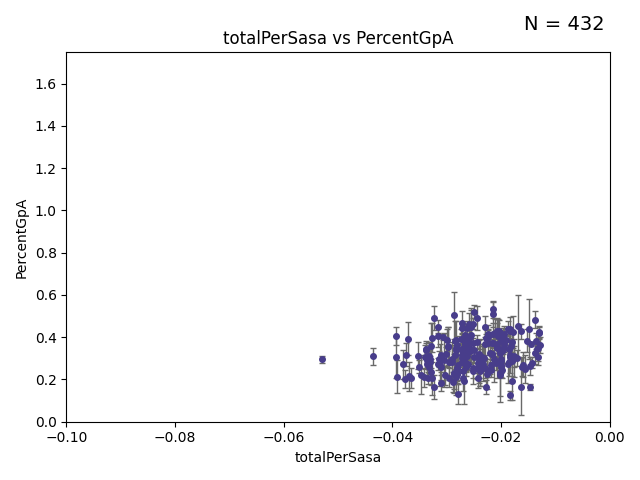 N = 432
totalPerSasa vs PercentGpA
1.6
1.4
1.2
1.0
0.8
0.6
0.4
0.2
0.0
PercentGpA
−0.10 −0.08 −0.06 −0.04 −0.02 0.00
totalPerSasa